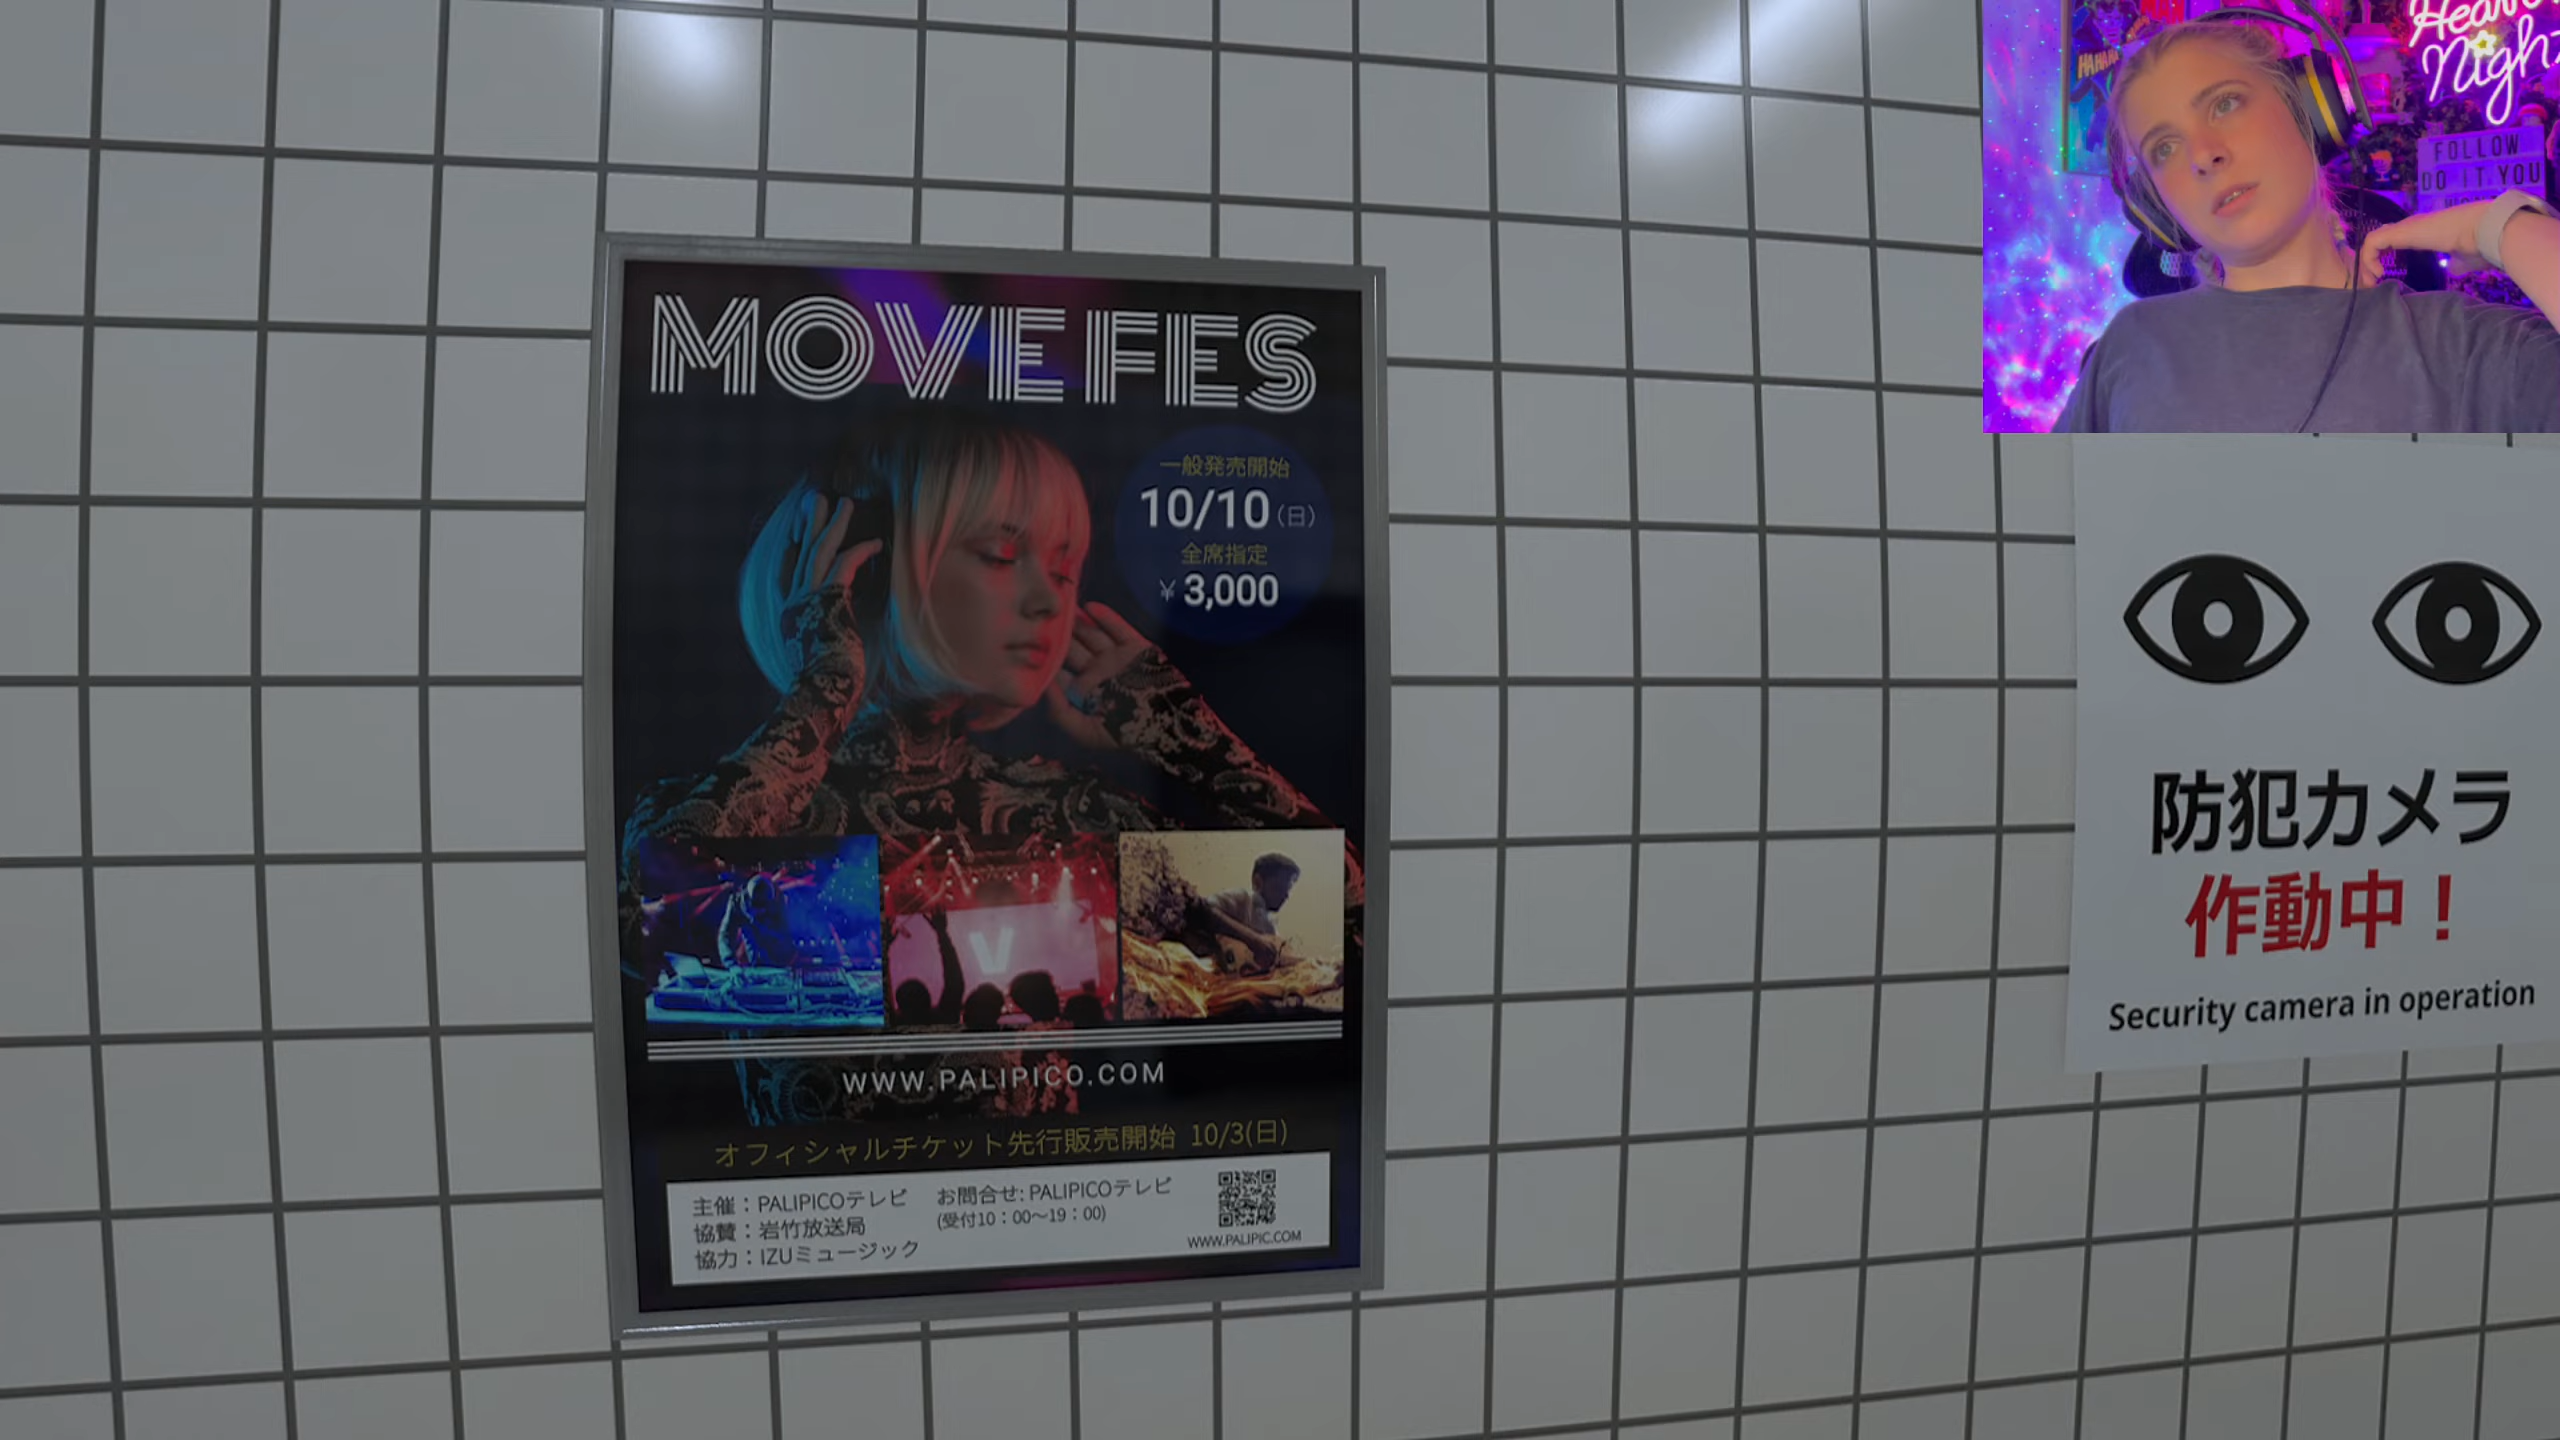 MOVE FES
一般発売開始
10/10(日)
全席指定
¥3,000
WWW.PALIPICO.COM
オフィシャルチケット先行販売開始 10/3(日)
主催：PALIPICOテレビ
協賛：岩竹放送局
協力：IZUミュージック
お問合せ: PALIPICOテレビ
(受付10：00〜19：00)
WWW.PALIPIC.COM
防犯カメラ
作動中！
Security camera in operation
HAHA
FOLLOW
DO IT YOU